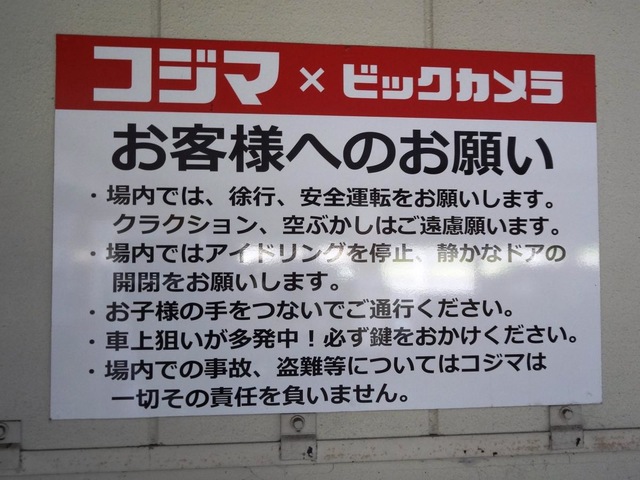 コジマ×ビックカメラ
お客様へのお願い
・場内では、徐行、安全運転をお願いします。
クラクション、空ぶかしはご遠慮願います。
・場内ではアイドリングを停止、静かなドアの
開閉をお願いします。
・お子様の手をつないでご通行ください。
・車上狙いが多発中！必ず鍵をおかけください。
・場内での事故、盗難等についてはコジマは
一切その責任を負いません。